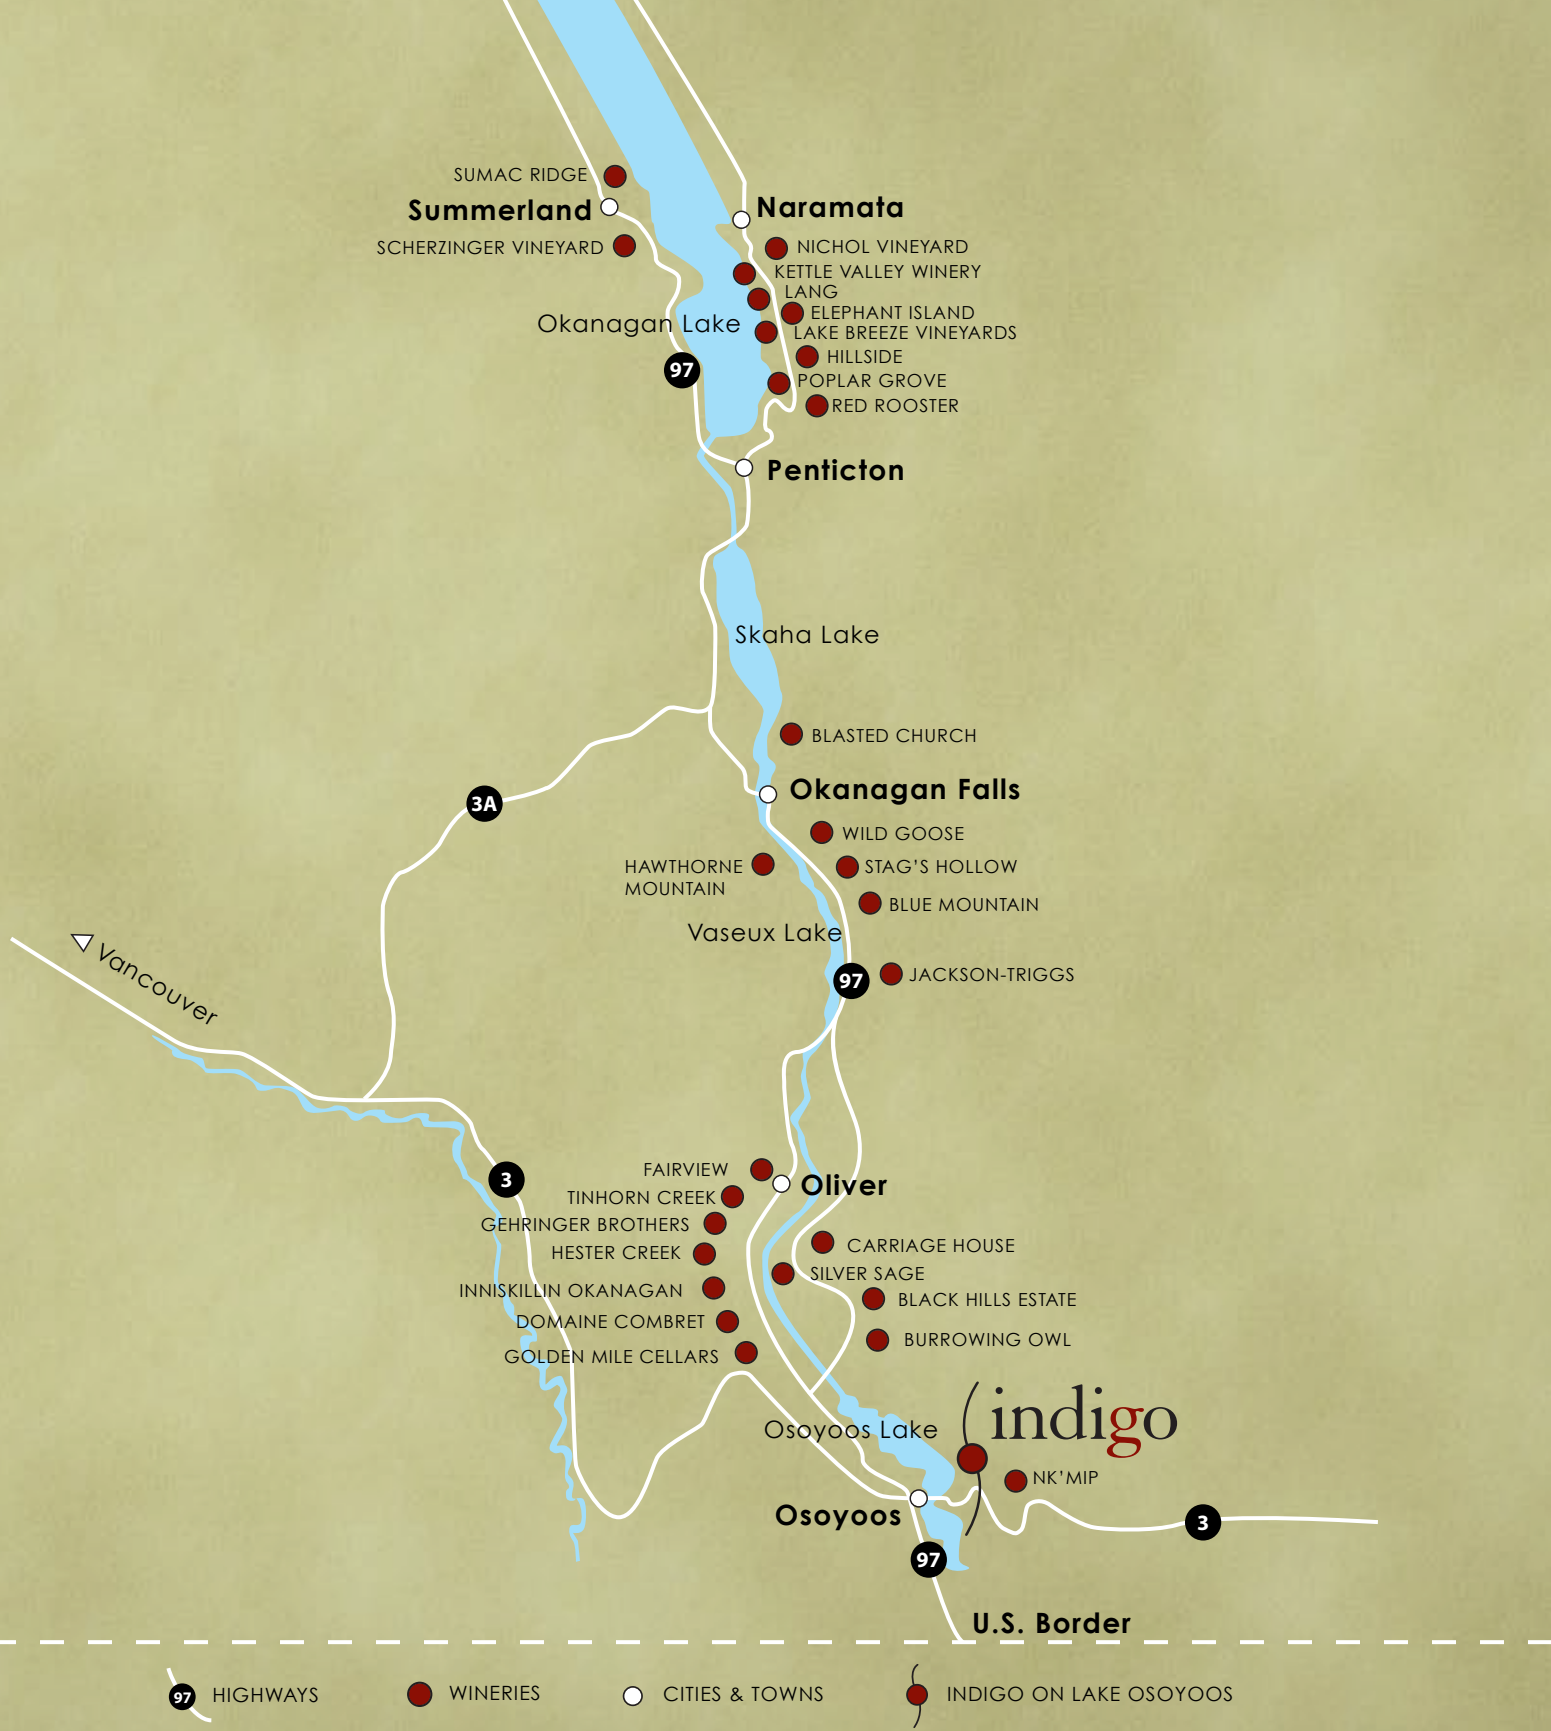 SUMAC RIDGE
Summerland
Naramata
SCHERZINGER VINEYARD
NICHOL VINEYARD
KETTLE VALLEY WINERY
LANG
ELEPHANT ISLAND
Okanagan Lake
LAKE BREEZE VINEYARDS
HILLSIDE
97
POPLAR GROVE
RED ROOSTER
Penticton
Skaha Lake
BLASTED CHURCH
Okanagan Falls
3A
WILD GOOSE
HAWTHORNE
MOUNTAIN
STAG'S HOLLOW
BLUE MOUNTAIN
Vaseux Lake
97
JACKSON-TRIGGS
Vancouver
FAIRVIEW
3
Oliver
TINHORN CREEK
GEHRINGER BROTHERS
HESTER CREEK
CARRIAGE HOUSE
SILVER SAGE
INNISKILLIN OKANAGAN
BLACK HILLS ESTATE
DOMAINE COMBRET
BURROWING OWL
GOLDEN MILE CELLARS
indigo
Osoyoos Lake
NK'MIP
Osoyoos
3
97
U.S. Border
97 HIGHWAYS
WINERIES
CITIES & TOWNS
INDIGO ON LAKE OSOYOOS